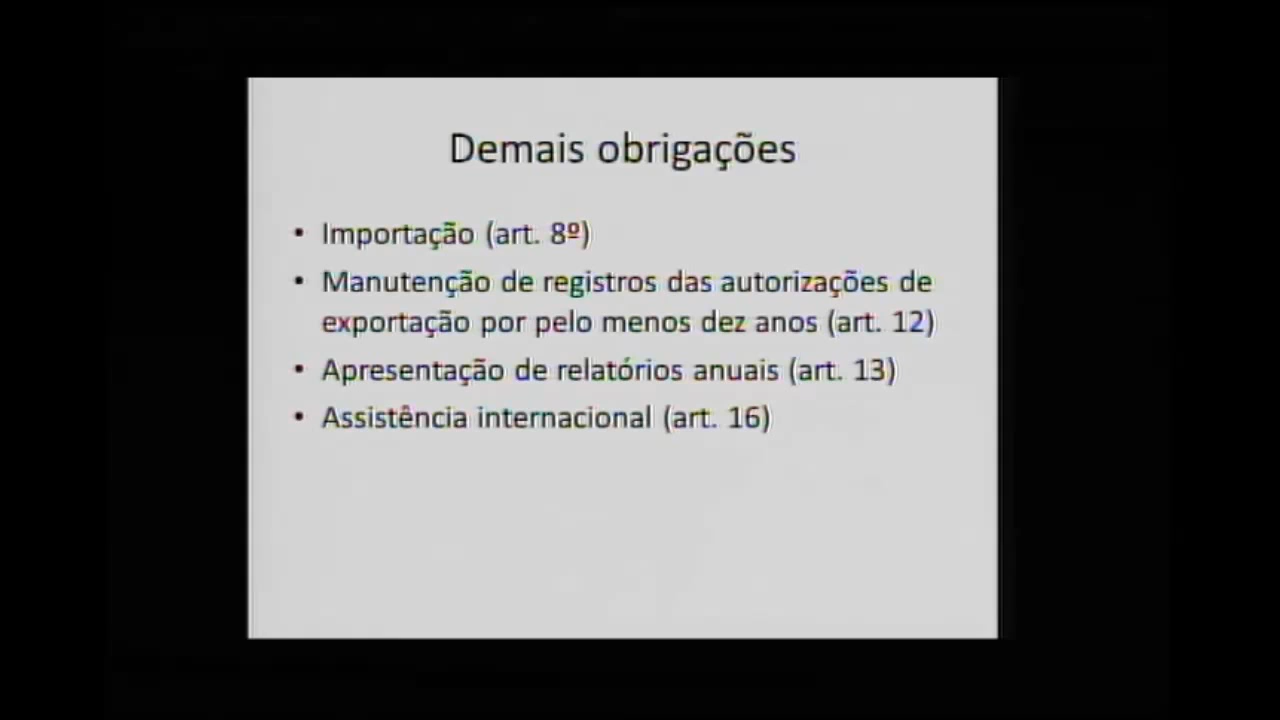 Demais obrigações
• Importação (art. 8º)
• Manutenção de registros das autorizações de
exportação por pelo menos dez anos (art. 12)
• Apresentação de relatórios anuais (art. 13)
• Assistência internacional (art. 16)